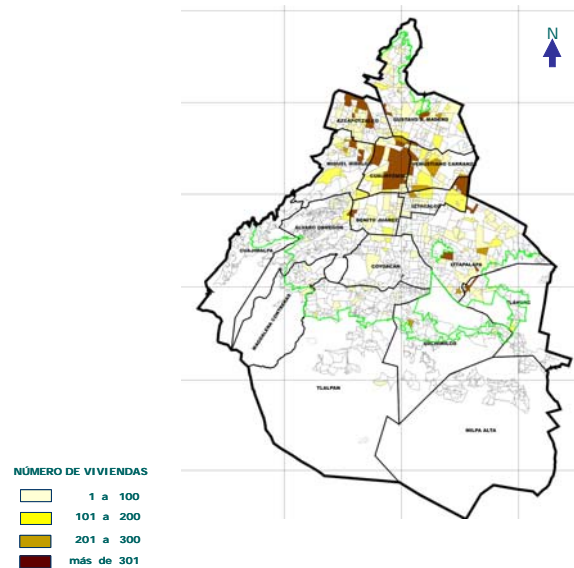 N
AZCAPOTZALCO
GUSTAVO A. MADERO
MIGUEL HIDALGO
VENUSTIANO CARRANZA
CUAUHTEMOC
IZTACALCO
BENITO JUAREZ
ALVARO OBREGON
CUAJIMALPA
COYOACAN
IZTAPALAPA
TLAHUAC
MAGDALENA CONTRERAS
XOCHIMILCO
TLALPAN
MILPA ALTA
NÚMERO DE VIVIENDAS
1 a 100
101 a 200
201 a 300
más de 301